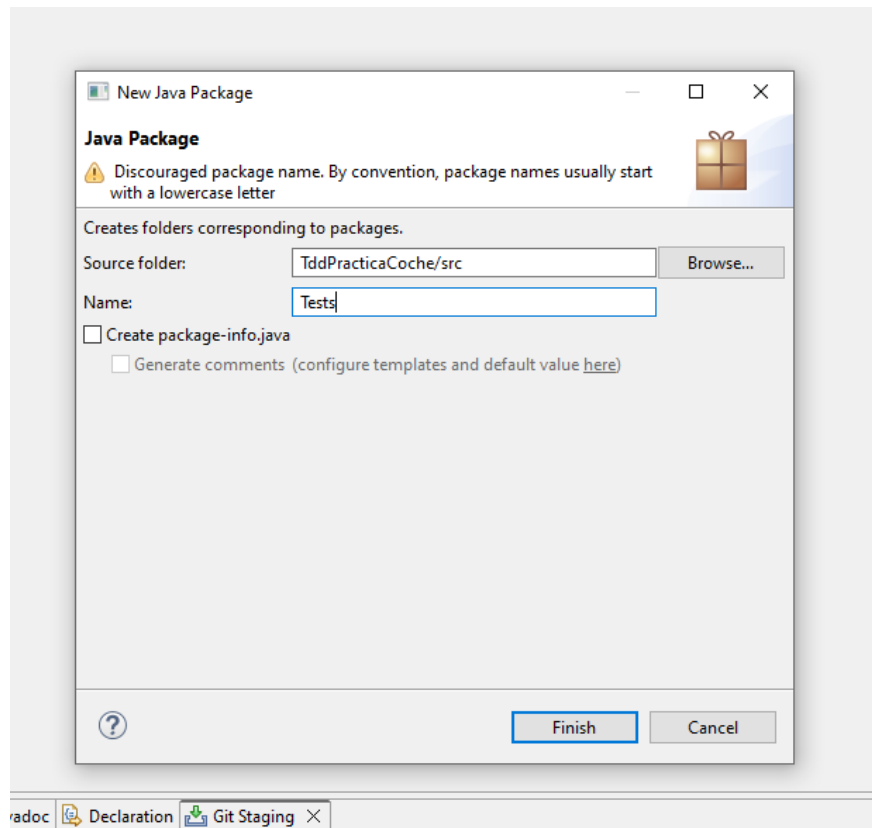 New Java Package
Java Package
Discouraged package name. By convention, package names usually start
with a lowercase letter
Creates folders corresponding to packages.
Source folder: TddPracticaCoche/src Browse...
Name: Tests
Create package-info.java
Generate comments (configure templates and default value here)
? Finish Cancel
vadoc Declaration Git Staging